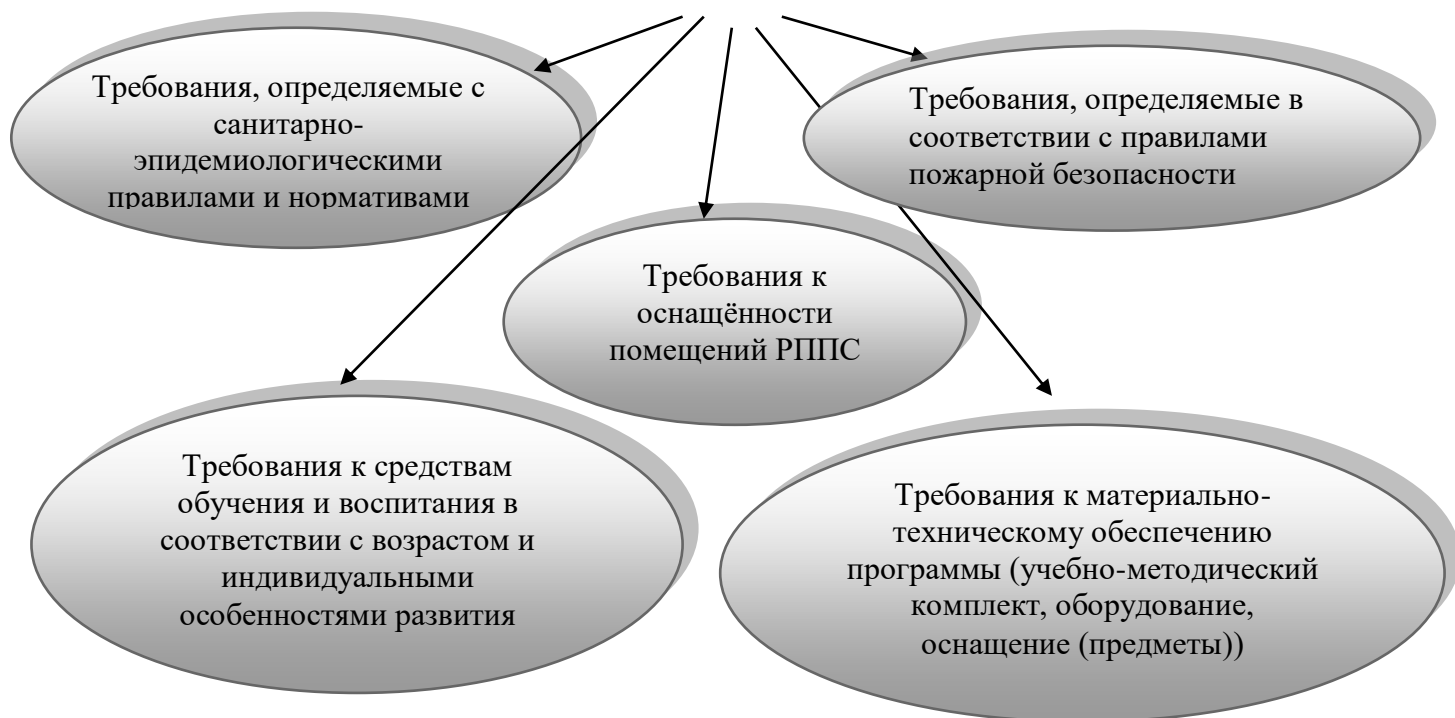 Требования, определяемые с
санитарно-
эпидемиологическими
правилами и нормативами
Требования, определяемые в
соответствии с правилами
пожарной безопасности
Требования к
оснащённости
помещений РППС
Требования к средствам
обучения и воспитания в
соответствии с возрастом и
индивидуальными
особенностями развития
Требования к материально-
техническому обеспечению
программы (учебно-методический
комплект, оборудование,
оснащение (предметы))